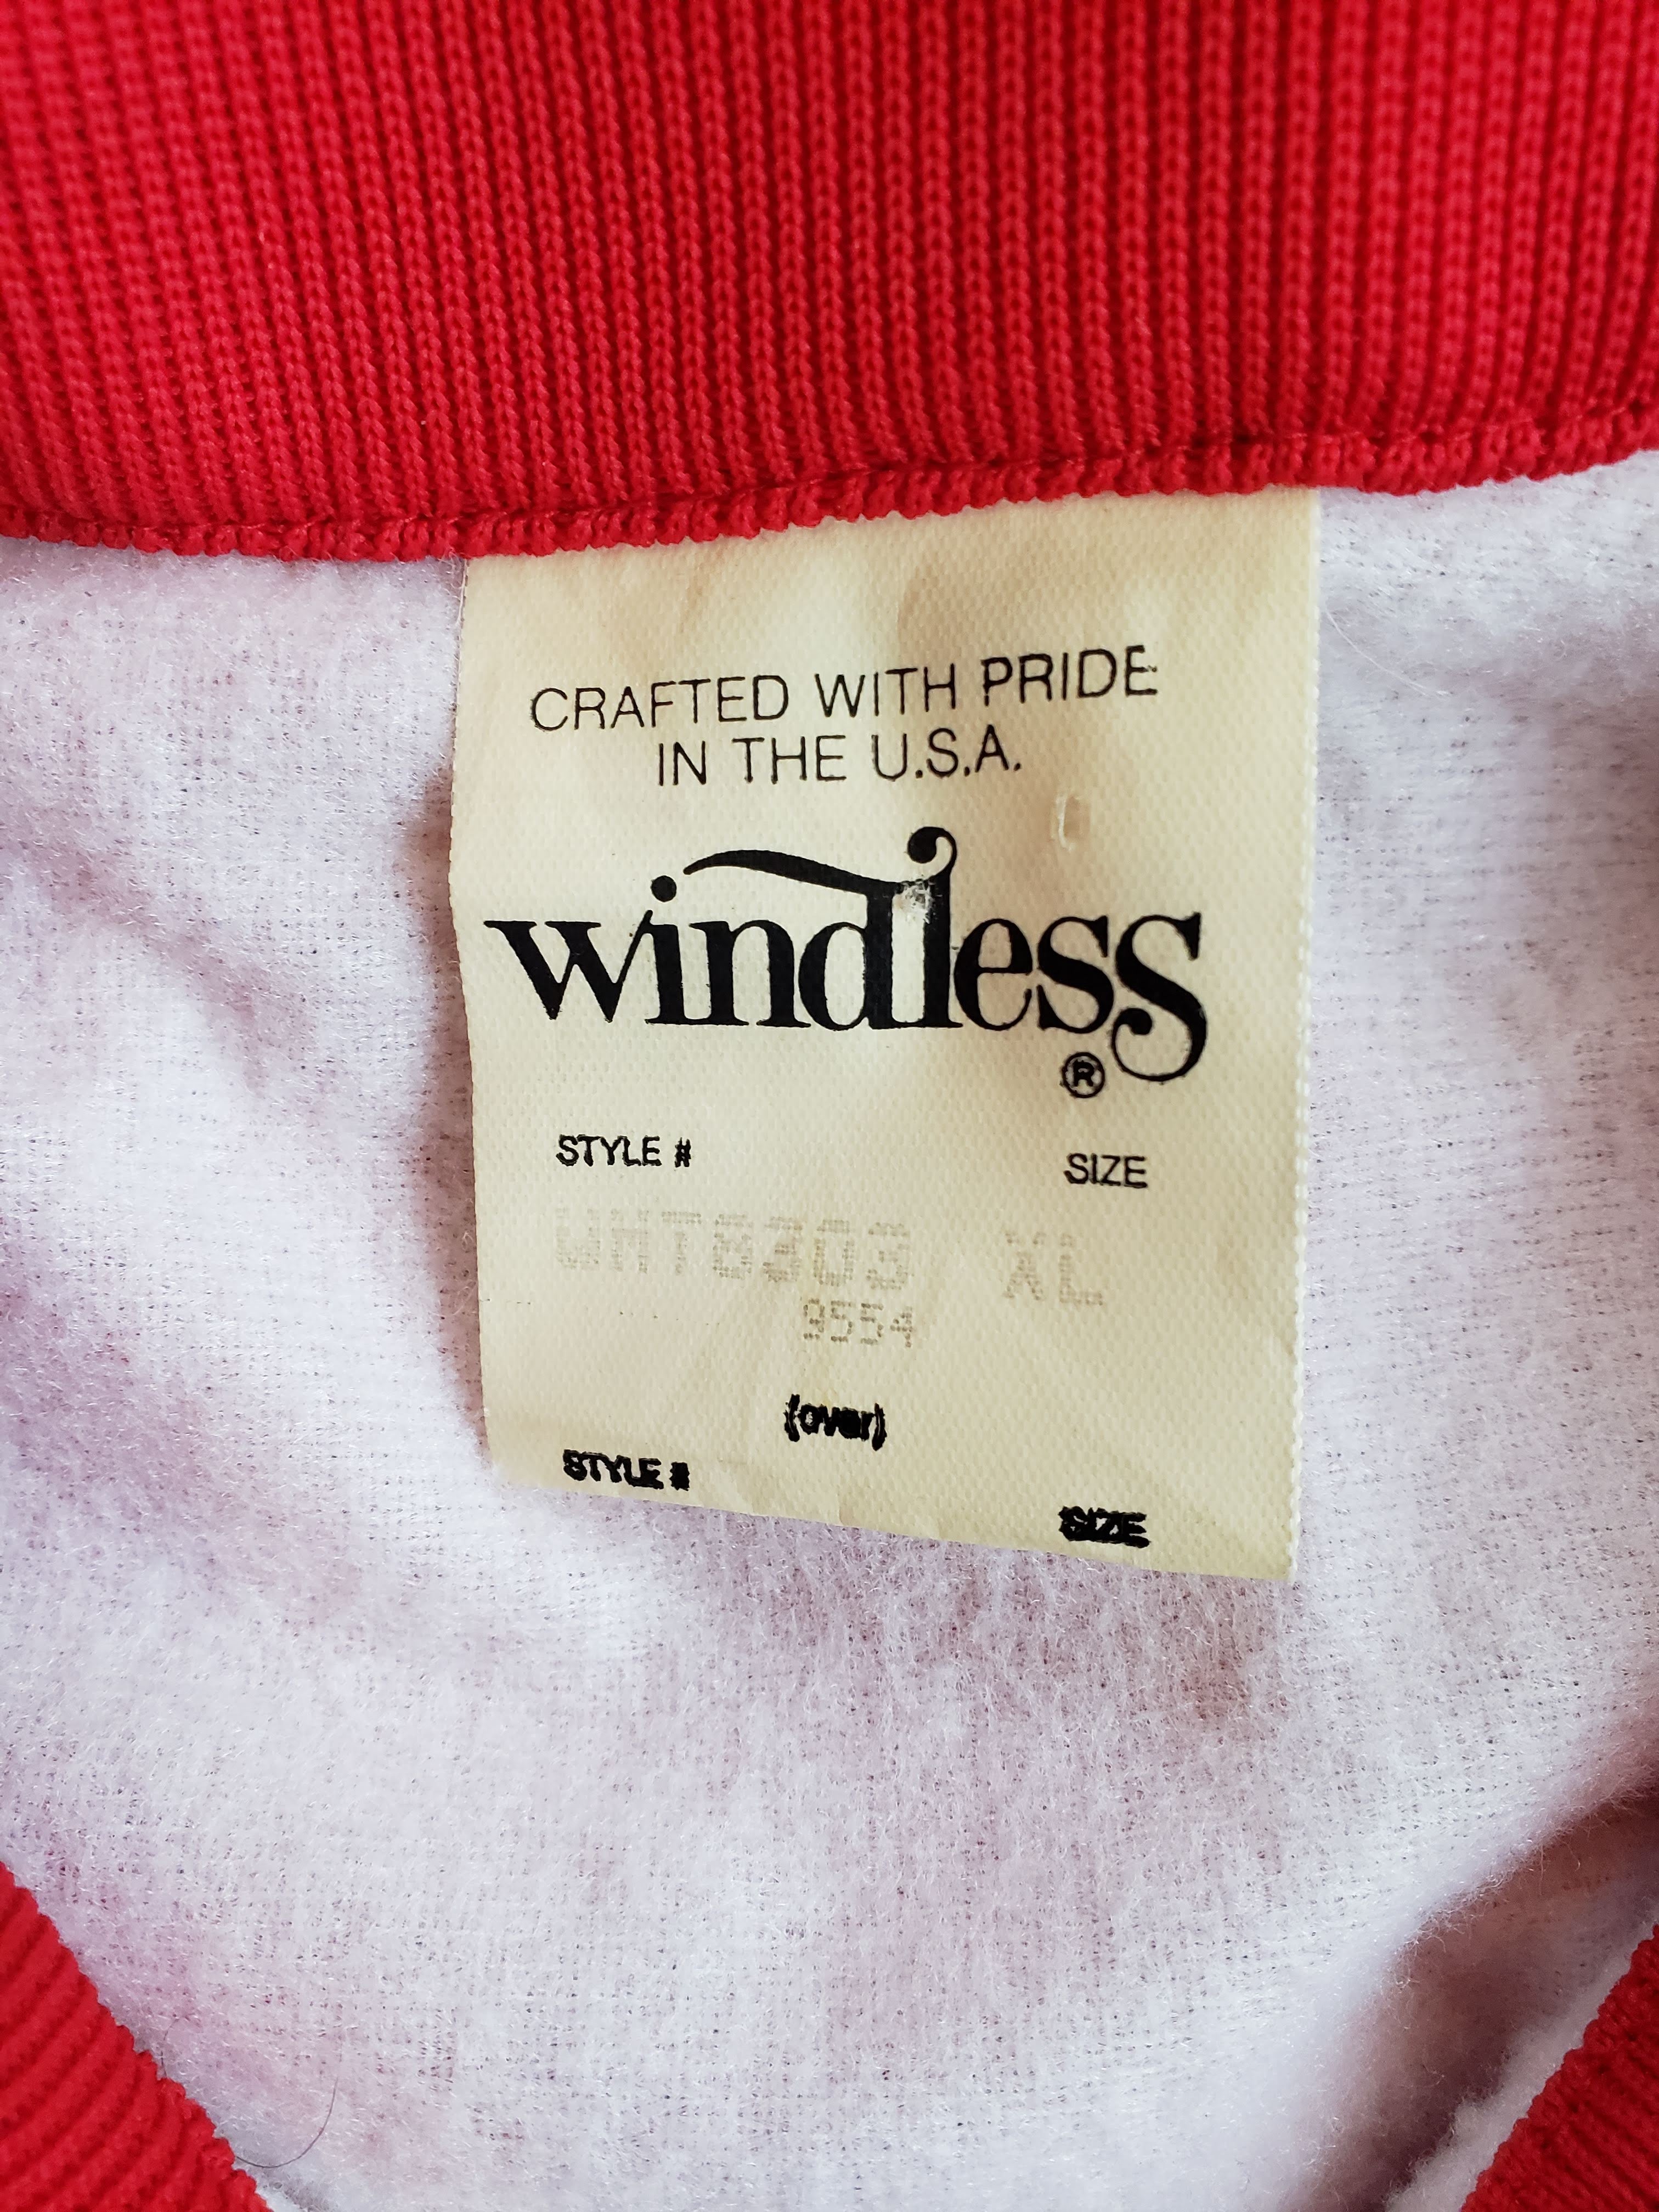 CRAFTED WITH PRIDE
IN THE U.S.A.
windless
®
STYLE # SIZE
XL
9554
(over)
STYLE #
SIZE